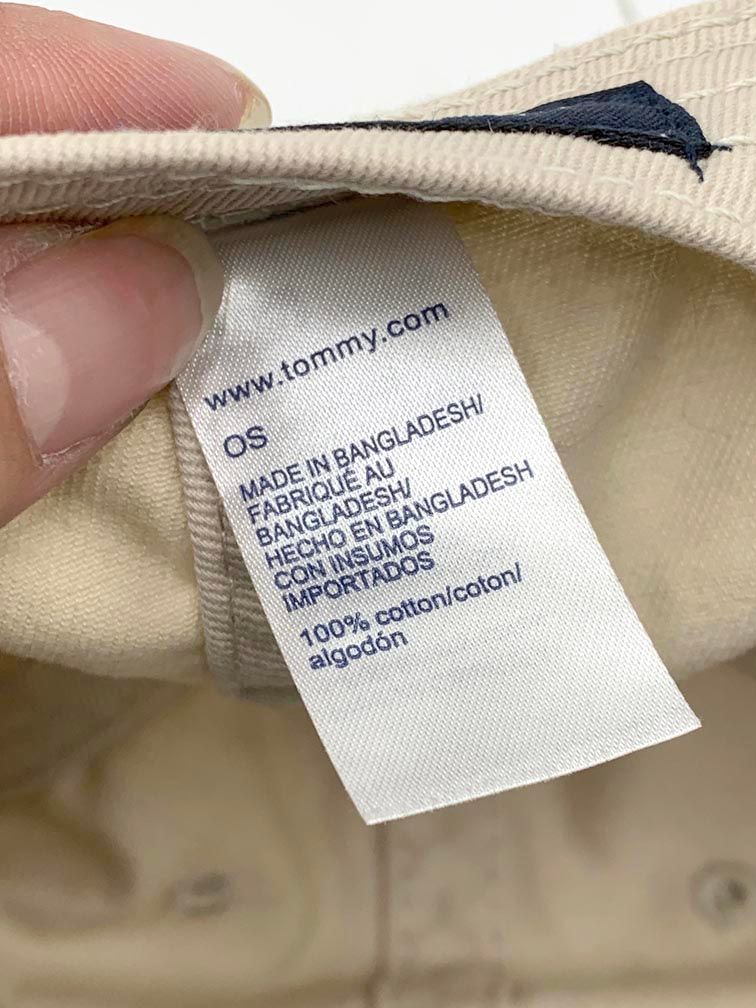 www.tommy.com
OS
MADE IN BANGLADESH/
FABRIQUÉ AU
BANGLADESH/
HECHO EN BANGLADESH
CON INSUMOS
IMPORTADOS
100% cotton/coton/
algodón